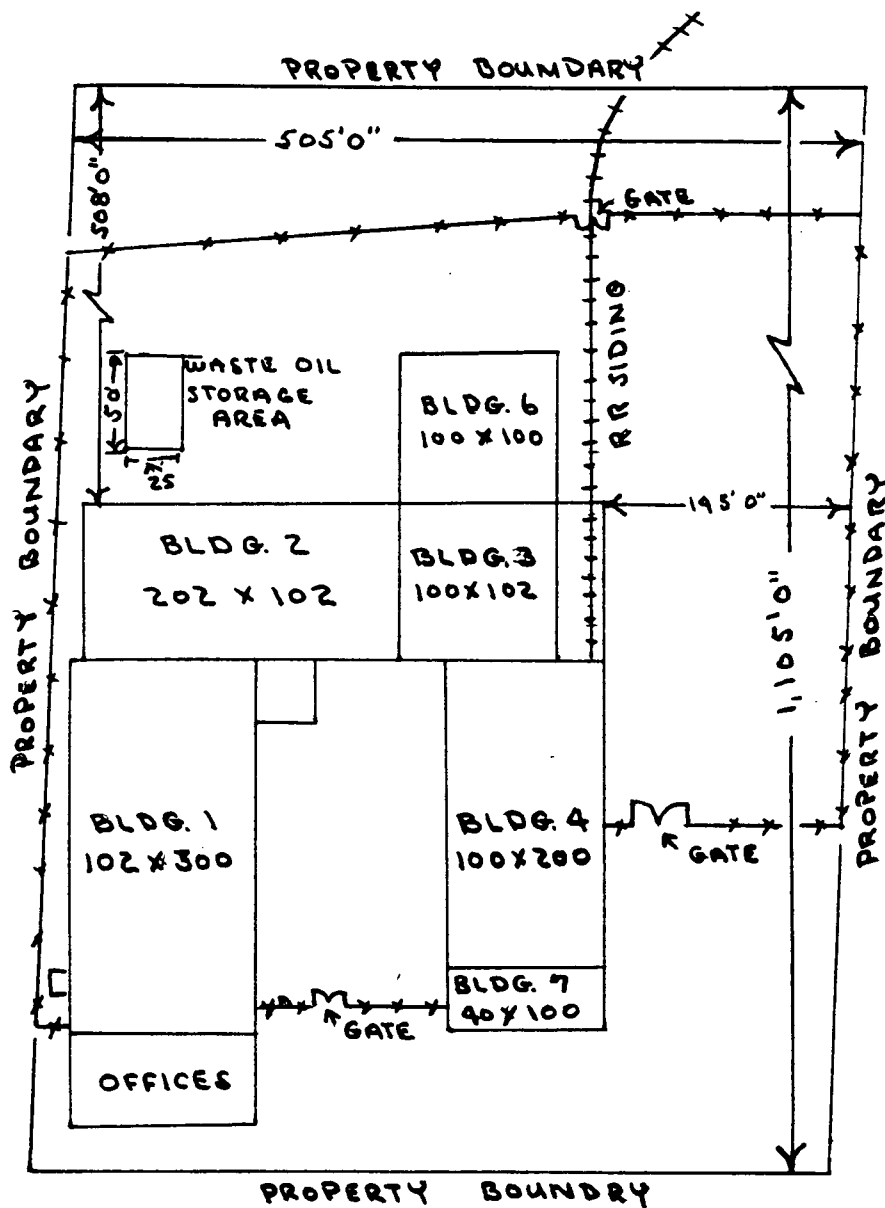 PROPERTY BOUNDARY
505'0"
508'0"
GATE
RR SIDING
WASTE OIL
STORAGE
AREA
50'
25
BLDG. 6
100 X 100
195'0"
BLDG. 2
202 X 102
BLDG. 3
100X102
PROPERTY BOUNDARY
1,105'0"
PROPERTY BOUNDARY
BLDG. 1
102 X 300
BLDG. 4
100X200
GATE
BLDG. 7
40 X 100
GATE
OFFICES
PROPERTY BOUNDRY